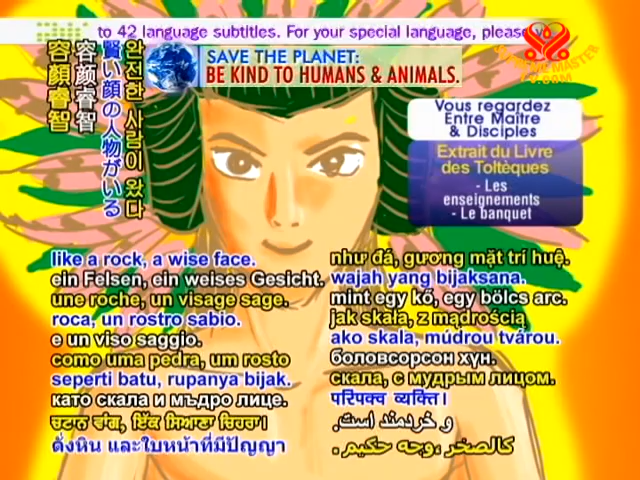 to 42 language subtitles. For your special language, please
SUPREME MASTER
TV.COM
SAVE THE PLANET:
BE KIND TO HUMANS & ANIMALS.
容顏睿智
容颜睿智
賢い顔の人物がいる
완전한 사람이 왔다
Vous regardez
Entre Maître
& Disciples
Extrait du Livre
des Toltèques
- Les
enseignements
- Le banquet
like a rock, a wise face.
ein Felsen, ein weises Gesicht.
une roche, un visage sage.
roca, un rostro sabio.
e un viso saggio.
como uma pedra, um rosto
seperti batu, rupanya bijak.
като скала и мъдро лице.
ਚਟਾਨ ਵਾਂਗ, ਇੱਕ ਸਿਆਣਾ ਚਿਹਰਾ।
ดั่งหิน และใบหน้าที่มีปัญญา
như đá, gương mặt trí huệ.
wajah yang bijaksana.
mint egy kő, egy bölcs arc.
jak skała, z mądrością
ako skala, múdrou tvárou.
боловсорсон хүн.
скала, с мудрым лицом.
परिपक्व व्यक्ति।
و خردمند است.
كالصخر ،وجه حكيم .